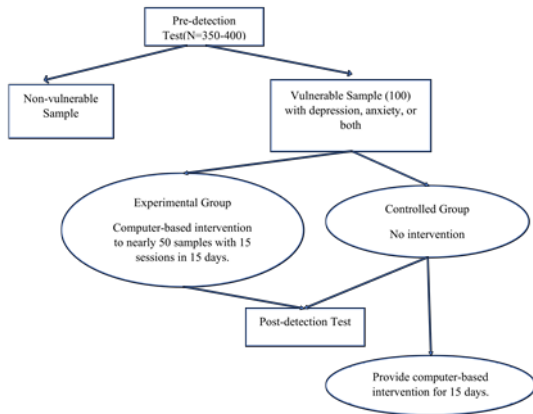 Pre-detection
Test(N=350-400)
Non-vulnerable
Sample
Vulnerable Sample (100)
with depression, anxiety, or
both
Experimental Group
Computer-based intervention
to nearly 50 samples with 15
sessions in 15 days.
Controlled Group
No intervention
Post-detection Test
Provide computer-based
intervention for 15 days.